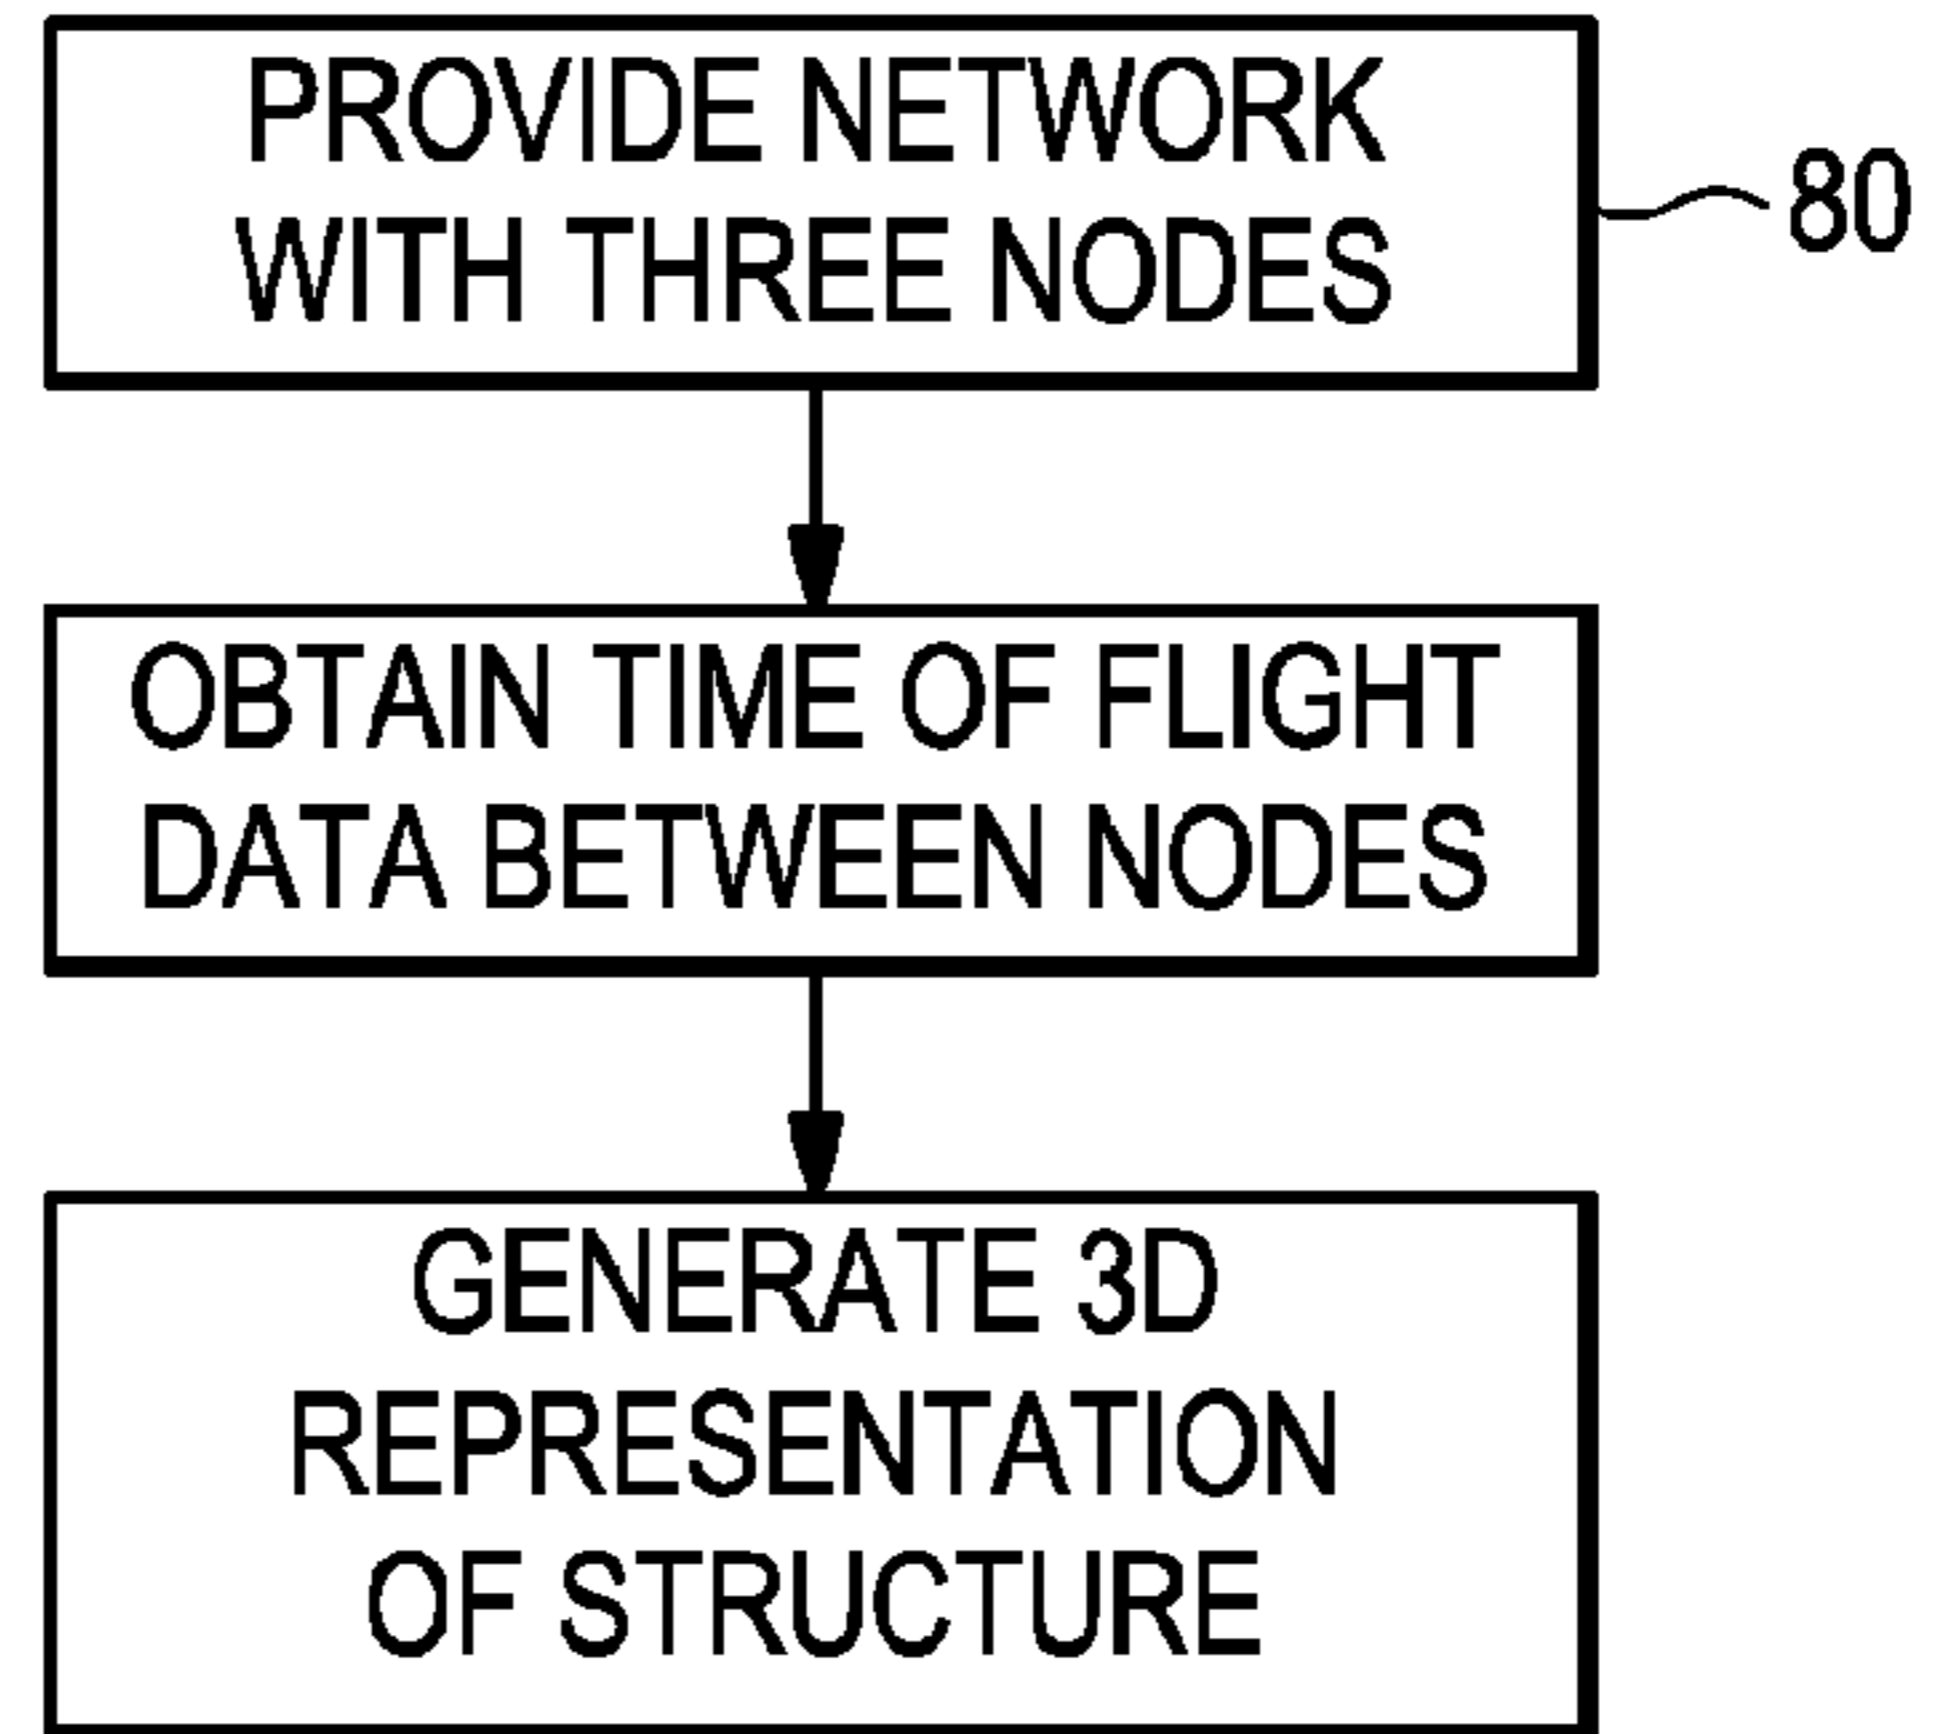 PROVIDE NETWORK
WITH THREE NODES
80
OBTAIN TIME OF FLIGHT
DATA BETWEEN NODES
GENERATE 3D
REPRESENTATION
OF STRUCTURE